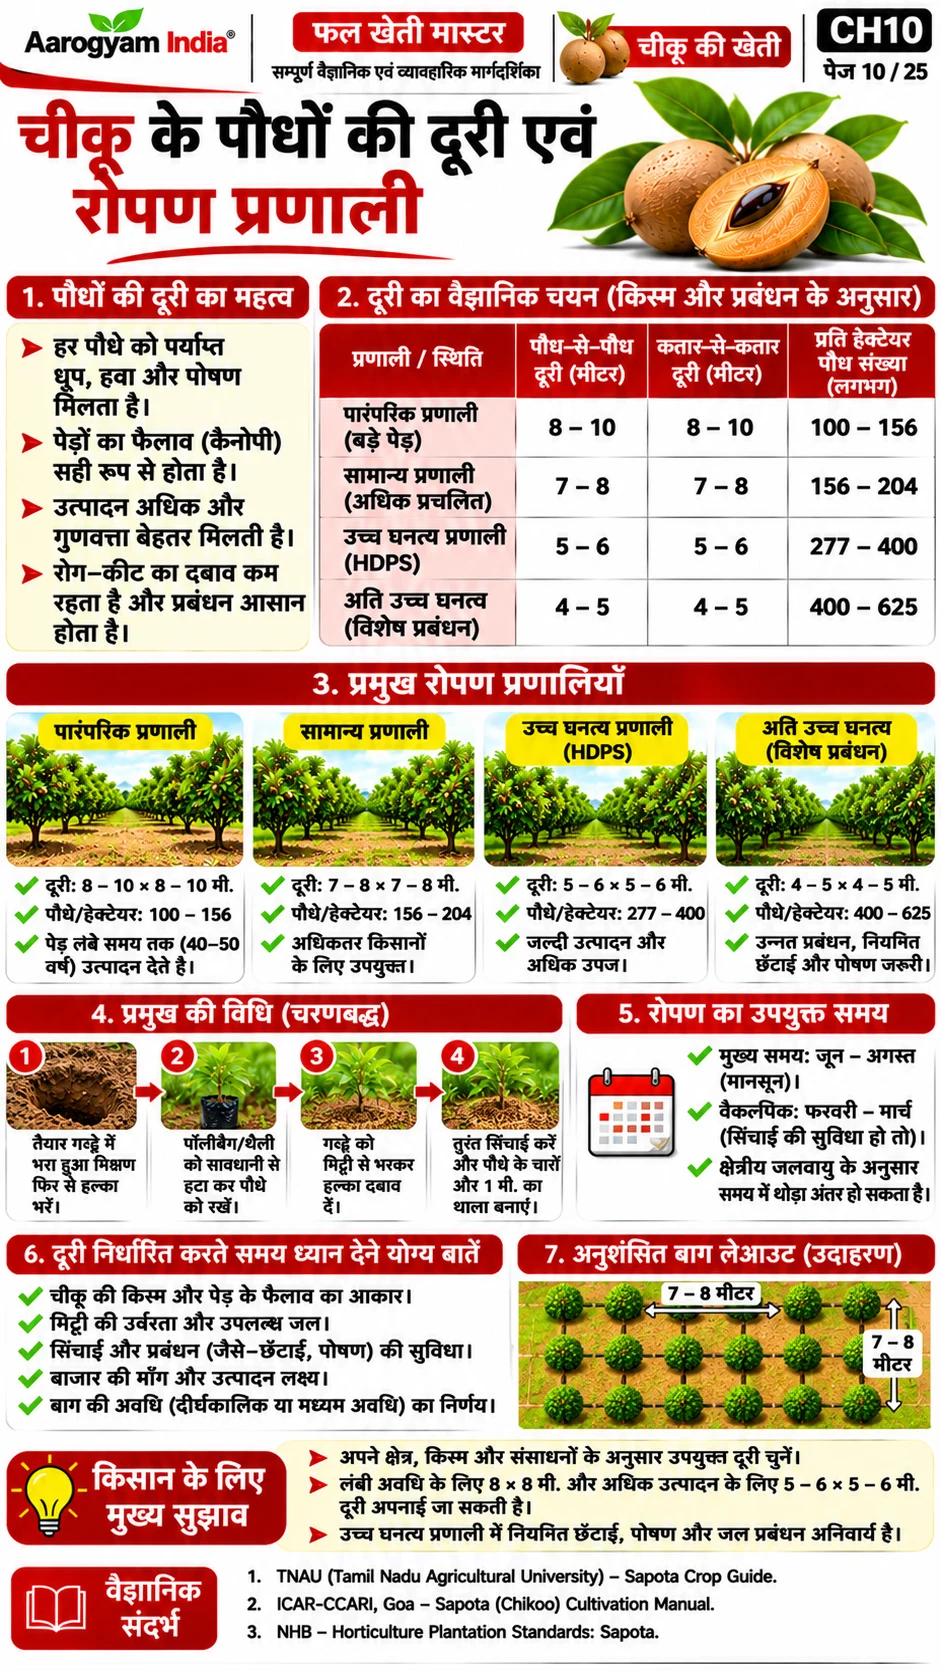 Aarogyam India®
फल खेती मास्टर
सम्पूर्ण वैज्ञानिक एवं व्यावहारिक मार्गदर्शिका
चीकू की खेती
CH10
पेज 10 / 25
चीकू के पौधों की दूरी एवं
रोपण प्रणाली
1. पौधों की दूरी का महत्व
हर पौधे को पर्याप्त
धुप, हवा और पोषण
मिलता है।
पेड़ों का फैलाव (कैनोपी)
सही रूप से होता है।
उत्पादन अधिक और
गुणवत्ता बेहतर मिलती है।
रोग–कीट का दबाव कम
रहता है और प्रबंधन आसान
होता है।
2. दूरी का वैज्ञानिक चयन (किस्म और प्रबंधन के अनुसार)
प्रणाली / स्थिति
पौध–से–पौध
दूरी (मीटर)
कतार–से–कतार
दूरी (मीटर)
प्रति हेक्टेयर
पौध संख्या
(लगभग)
पारंपरिक प्रणाली
(बड़े पेड़)
8 – 10
8 – 10
100 – 156
सामान्य प्रणाली
(अधिक प्रचलित)
7 – 8
7 – 8
156 – 204
उच्च घनत्य प्रणाली
(HDPS)
5 – 6
5 – 6
277 – 400
अति उच्च घनत्व
(विशेष प्रबंधन)
4 – 5
4 – 5
400 – 625
3. प्रमुख रोपण प्रणालियॉ
पारंपरिक प्रणाली
दूरी: 8 – 10 × 8 – 10 मी.
पौधे/हेक्टेयर: 100 – 156
पेड़ लंबे समय तक (40–50
वर्ष) उत्पादन देते है।
सामान्य प्रणाली
दूरी: 7 – 8 × 7 – 8 मी.
पौधे/हेक्टेयर: 156 – 204
अधिकतर किसानों
के लिए उपयुक्त।
उच्च घनत्य प्रणाली
(HDPS)
दूरी: 5 – 6 × 5 – 6 मी.
पौधे/हेक्टेयर: 277 – 400
जल्दी उत्पादन और
अधिक उपज।
अति उच्च घनत्य
(विशेष प्रबंधन)
दूरी: 4 – 5 × 4 – 5 मी.
पौधे/हेक्टेयर: 400 – 625
उन्नत प्रबंधन, नियमित
छॅटाई और पोषण जरूरी।
4. प्रमुख की विधि (चरणबद्ध)
1
तैयार गड्ढे में
भरा हुआ मिश्रण
फिर से हल्का
भरें।
2
पॉलीबैग/थैली
को सावधानी से
हटा कर पौधे
को रखें।
3
गड्ढे को
मिट्टी से भरकर
हल्का दबाव
दें।
4
तुरंत सिंचाई करें
और पौधे के चारों
और 1 मी. का
थाला बनाएं।
5. रोपण का उपयुक्त समय
मुख्य समय: जून – अगस्त
(मानसून)।
वैकल्पिक: फरवरी – मार्च
(सिंचाई की सुविधा हो तो)।
क्षेत्रीय जलवायु के अनुसार
समय में थोड़ा अंतर हो सकता है।
6. दूरी निर्धारित करते समय ध्यान देने योग्य बातें
चीकू की किस्म और पेड़ के फैलाव का आकार।
मिट्टी की उर्वरता और जल।
सिंचाई और प्रबंधन (जैसे–छॅटाई, पोषण) की सुविधा।
बाजार की मॉग और उत्पादन लक्ष्य।
बाग की अवधि (दीर्घकालिक या मध्यम अवधि) का निर्णय।
7. अनुशंसित बाग लेआउट (उदाहरण)
7 – 8 मीटर
7 – 8
मीटर
किसान के लिए
मुख्य सुझाव
अपने क्षेत्र, किस्म और संसाधनों के अनुसार उपयुक्त दूरी चुनें।
लंबी अवधि के लिए 8 × 8 मी. और अधिक उत्पादन के लिए 5 – 6 × 5 – 6 मी.
दूरी अपनाई जा सकती है।
उच्च घनत्य प्रणाली में नियमित छॅटाई, पोषण और जल प्रबंधन अनिवार्य है।
वैज्ञानिक
संदर्भ
1. TNAU (Tamil Nadu Agricultural University) – Sapota Crop Guide.
2. ICAR-CCARI, Goa – Sapota (Chikoo) Cultivation Manual.
3. NHB – Horticulture Plantation Standards: Sapota.